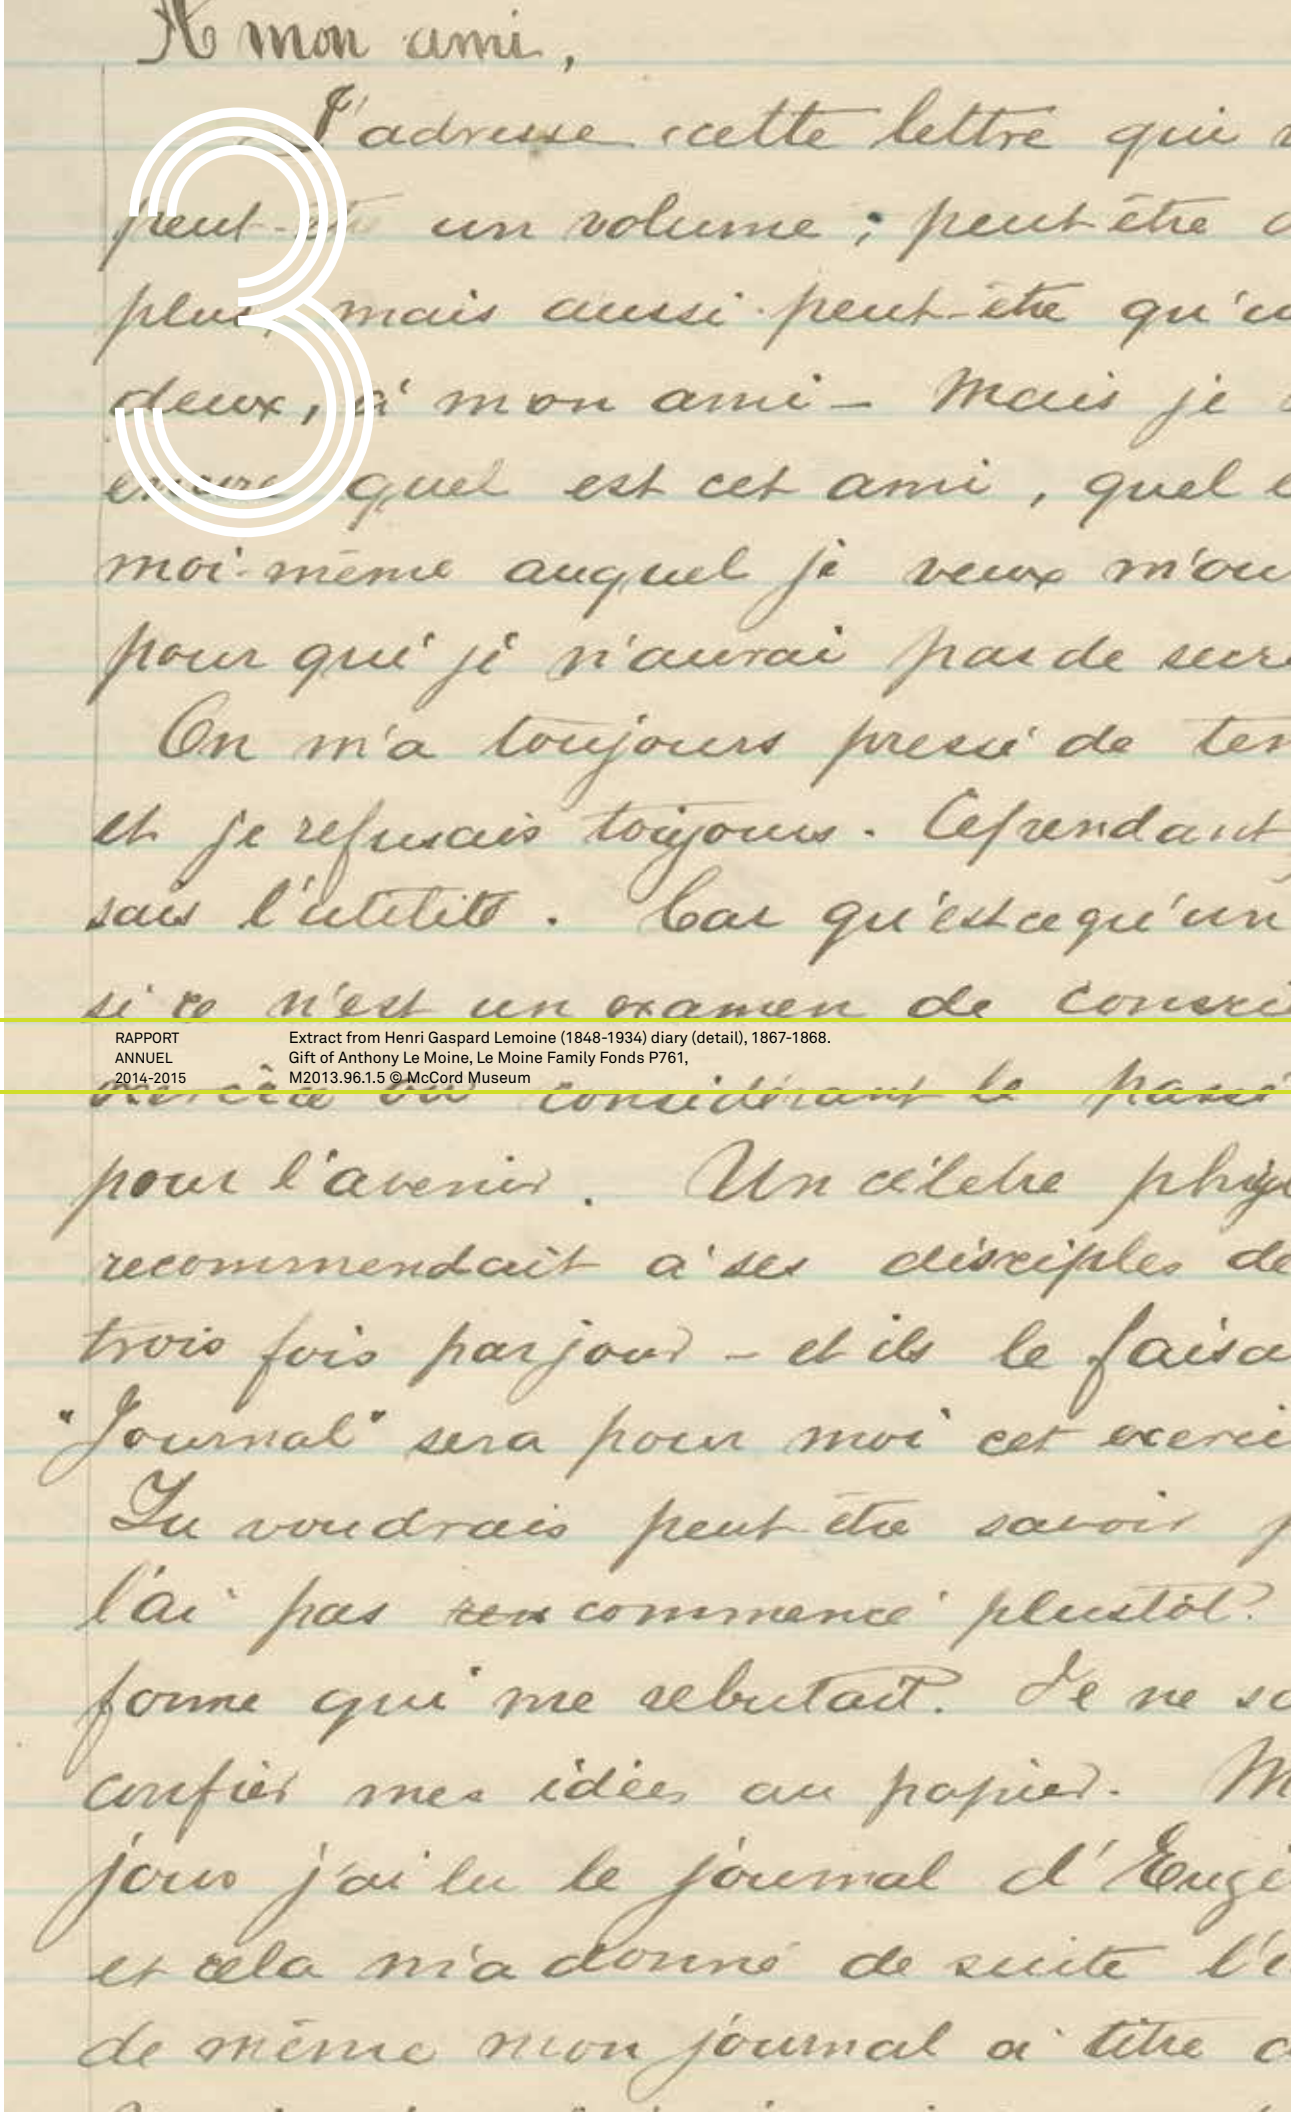 A mon ami,
J'adresse cette lettre qui
peut-être un volume ; peut être
plus, mais aussi peut-être qu'u
deux, à mon ami – Mais je
encore quel est cet ami, quel e
moi-même auquel je veux m'ou
pour qui je n'aurai pas de secre
On m'a toujours pressé de ten
et je refusais toujours. Cependant
sais l'utilité. Car qu'est ce qu'un
si ce n'est un examen de consci
RAPPORT
ANNUEL
2014-2015
Extract from Henri Gaspard Lemoine (1848-1934) diary (detail), 1867-1868.
Gift of Anthony Le Moine, Le Moine Family Fonds P761,
M2013.96.1.5 © McCord Museum
considérant le passé
pour l'avenir. Un célèbre
recommendait à ses disciples de
trois fois par jour – et ils le faisa
"Journal" sera pour moi cet exerci
Tu voudrais peut être savoir p
l'ai pas commencé plustôt.
forme qui me rebutait. Je ne sa
confier mes idées au papier. M
jours j'ai lu le journal d'Eugé
et cela m'a donné de suite l'i
de même mon journal à titre
3